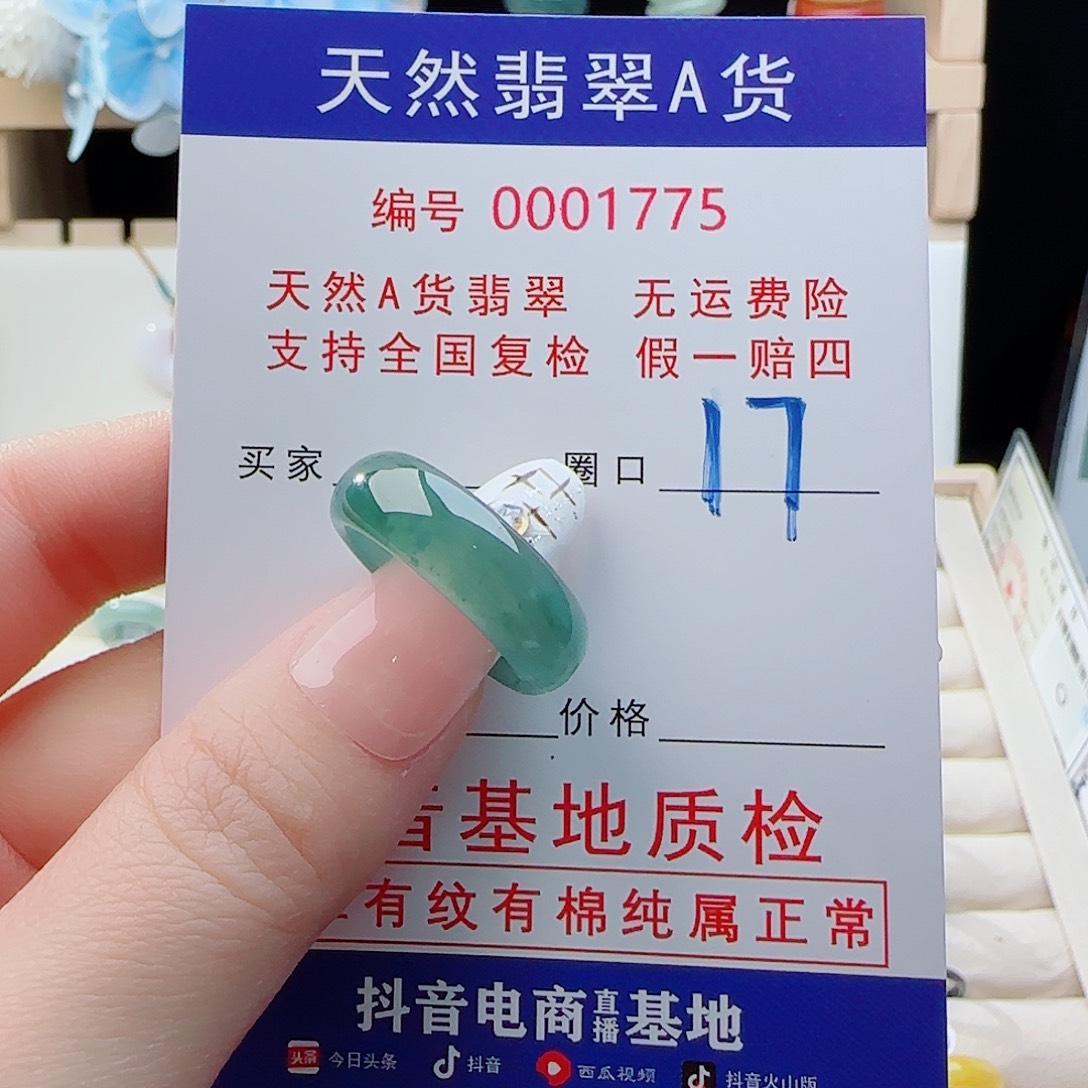 天然翡翠A货
编号 0001775
天然A货翡翠 无运费险
支持全国复检 假一赔四
买家 圈口 17
价格
音基地质检
有纹有棉纯属正常
抖音电商直播基地
头条 今日头条 抖音 西瓜视频 抖音火山版